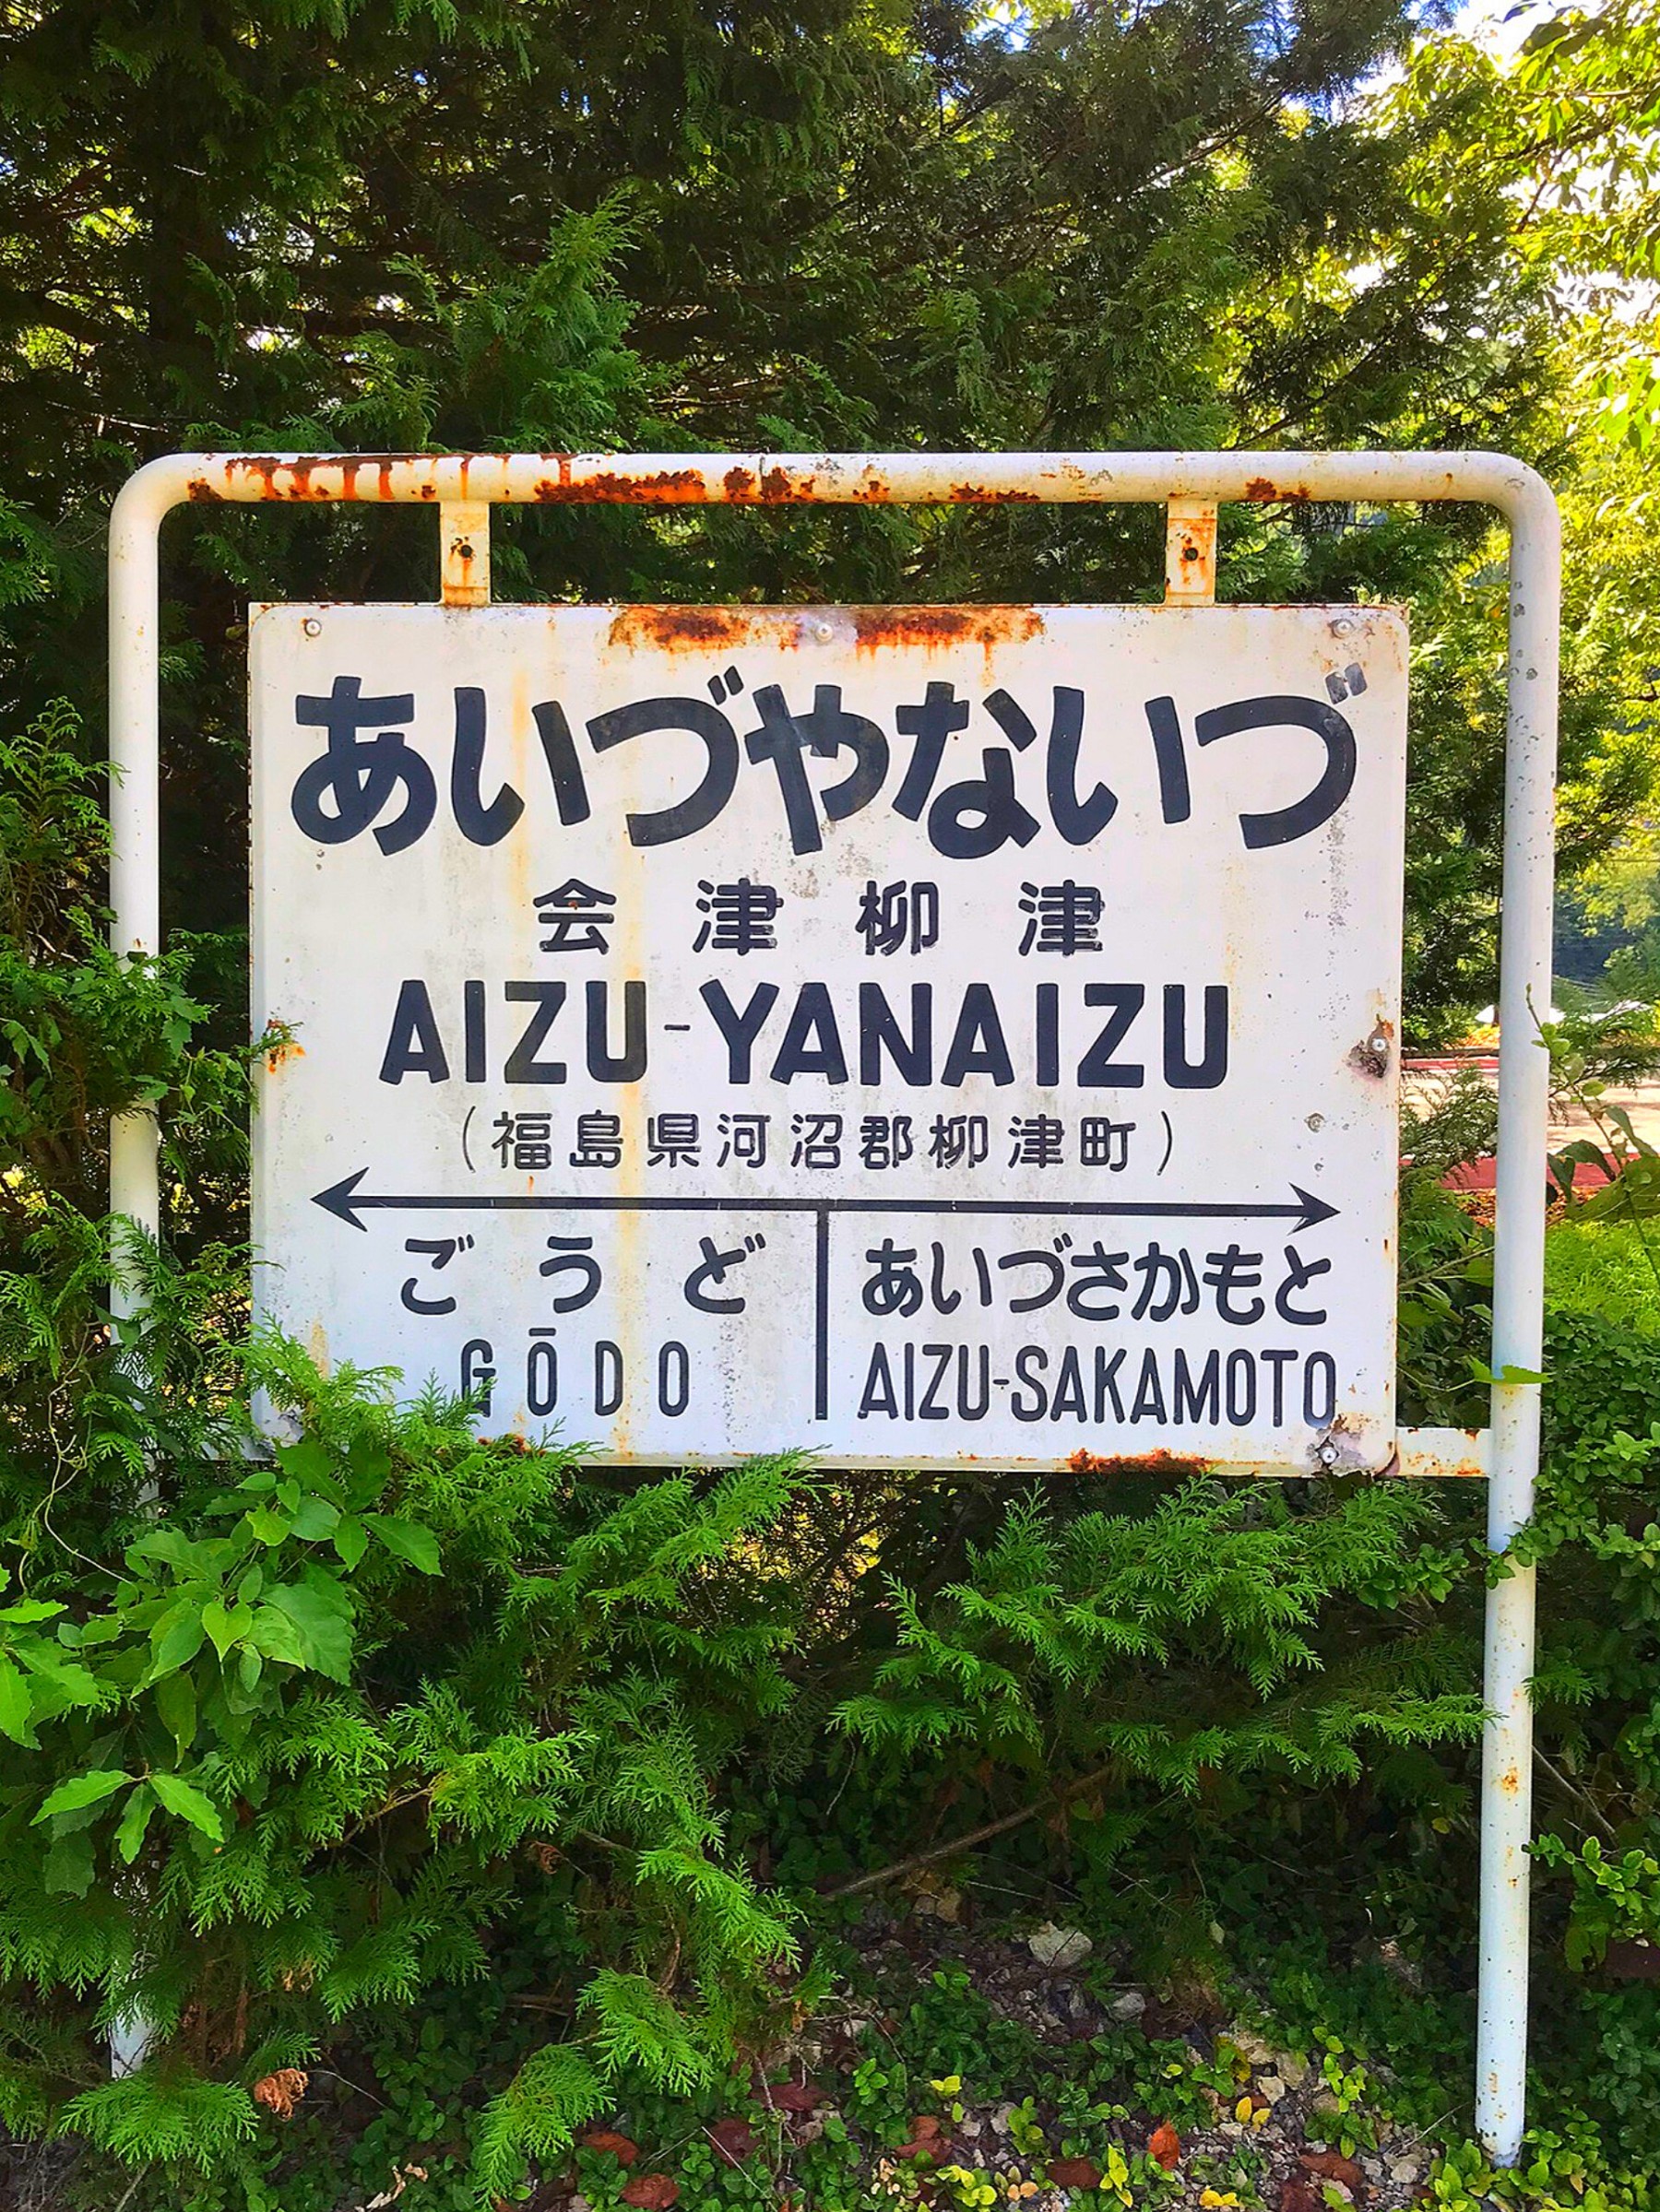 あいづやないづ
会津柳津
AIZU-YANAIZU
(福島県河沼郡柳津町)
ごうど
GŌDO
あいづさかもと
AIZU-SAKAMOTO